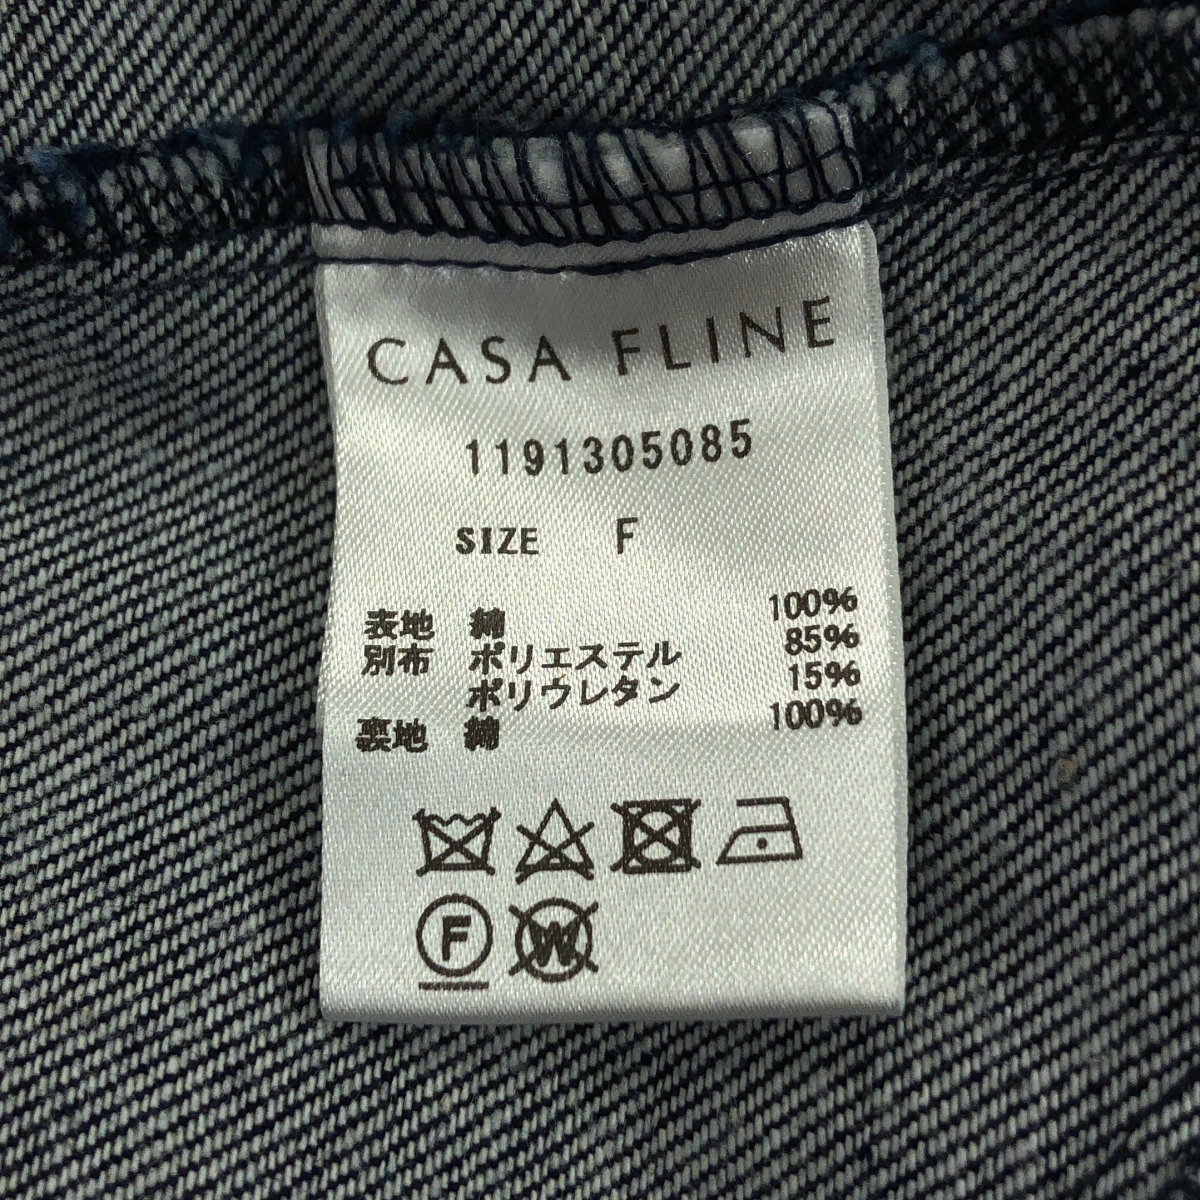 CASA FLINE
1191305085
SIZE F
表地 綿 100%
別布 ポリエステル 85%
ポリウレタン 15%
裏地 綿 100%
F W